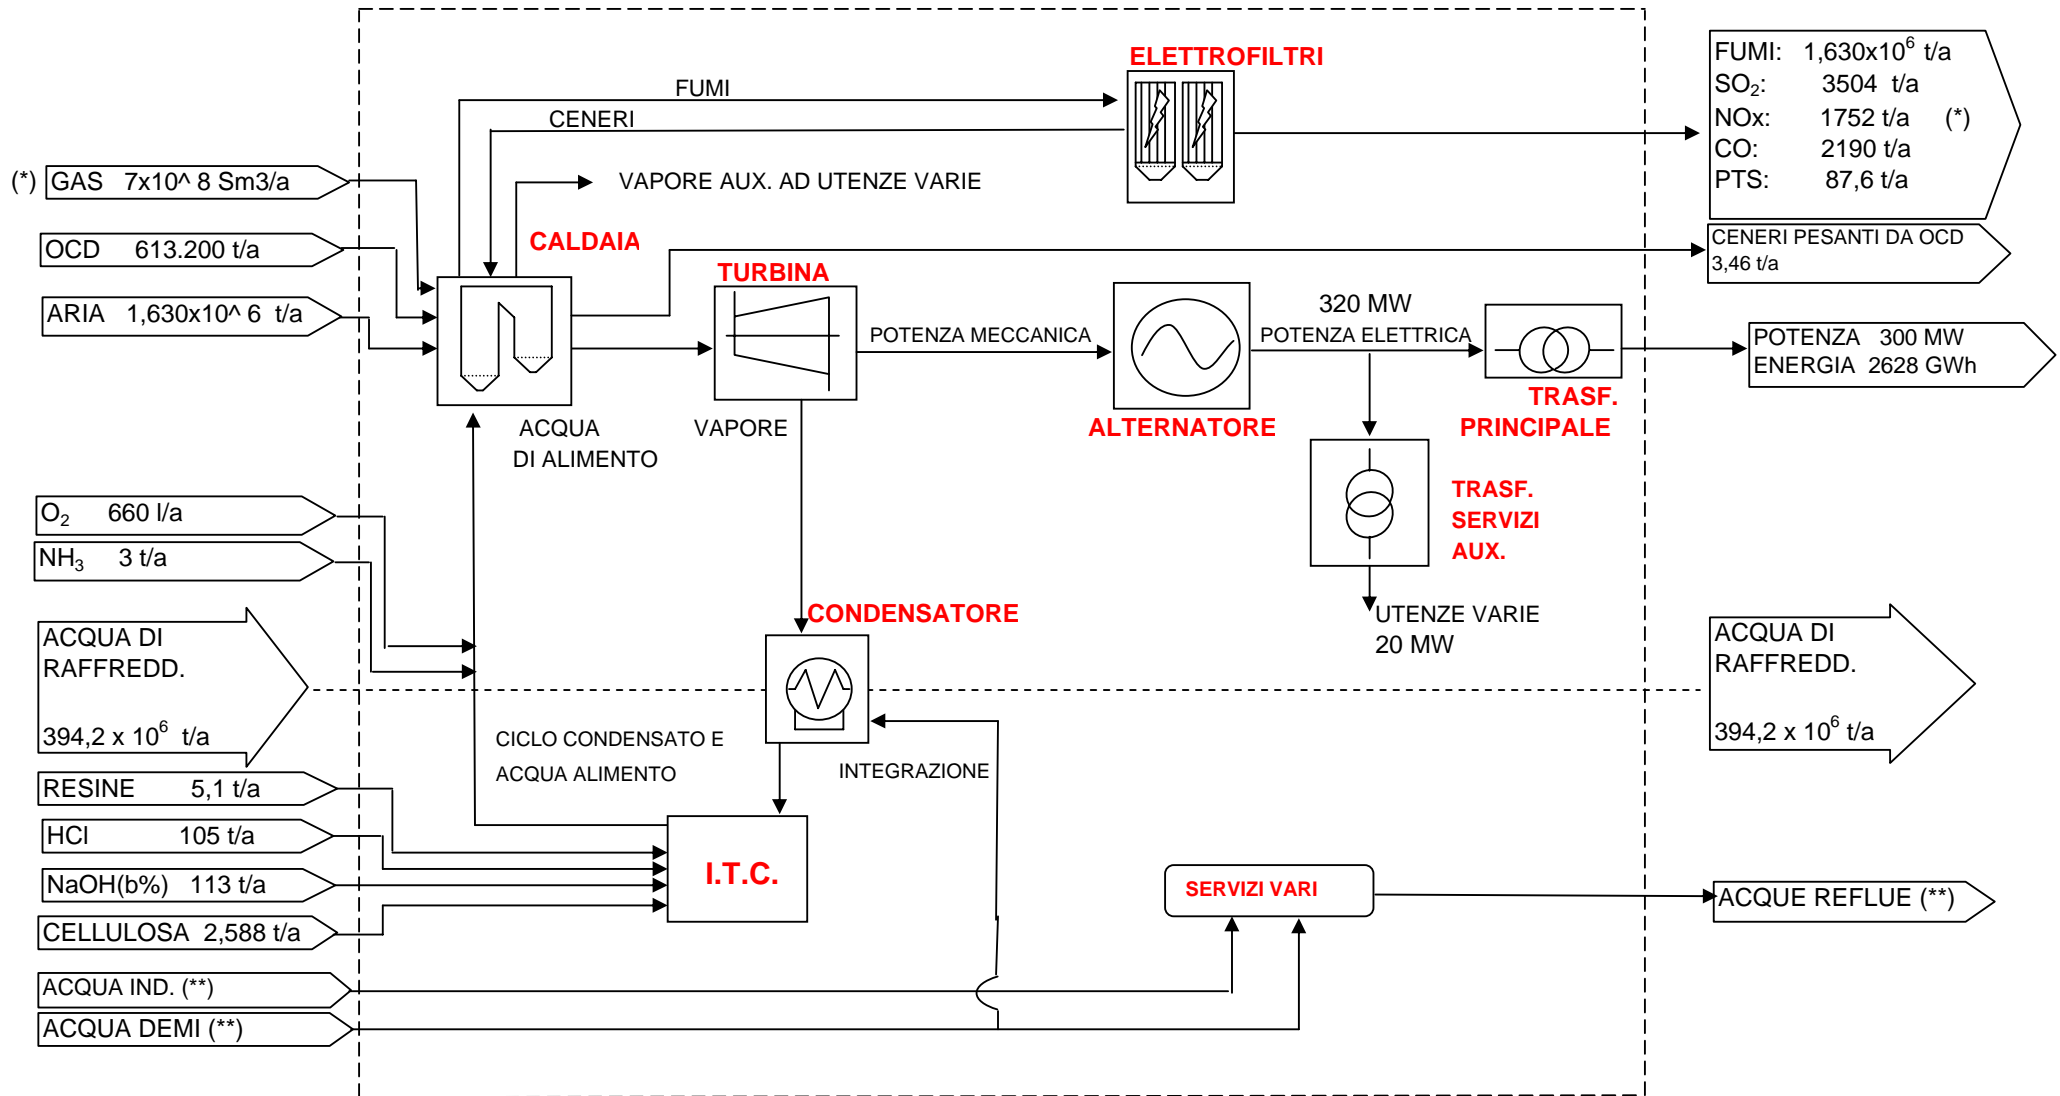 ELETTROFILTRI
FUMI
CENERI
FUMI: 1,630x10⁶ t/a
SO₂: 3504 t/a
NOx: 1752 t/a (*)
CO: 2190 t/a
PTS: 87,6 t/a
(*) GAS 7x10^ 8 Sm3/a
VAPORE AUX. AD UTENZE VARIE
OCD 613.200 t/a
CALDAIA
CENERI PESANTI DA OCD
3,46 t/a
TURBINA
ARIA 1,630x10^ 6 t/a
320 MW
POTENZA MECCANICA
POTENZA ELETTRICA
POTENZA 300 MW
ENERGIA 2628 GWh
TRASF.
PRINCIPALE
ALTERNATORE
ACQUA
DI ALIMENTO
VAPORE
TRASF.
SERVIZI
AUX.
O₂ 660 l/a
NH₃ 3 t/a
CONDENSATORE
UTENZE VARIE
20 MW
ACQUA DI
RAFFREDD.
394,2 x 10⁶ t/a
ACQUA DI
RAFFREDD.
394,2 x 10⁶ t/a
CICLO CONDENSATO E
ACQUA ALIMENTO
INTEGRAZIONE
RESINE 5,1 t/a
HCl 105 t/a
NaOH(b%) 113 t/a
CELLULOSA 2,588 t/a
I.T.C.
SERVIZI VARI
ACQUE REFLUE (**)
ACQUA IND. (**)
ACQUA DEMI (**)